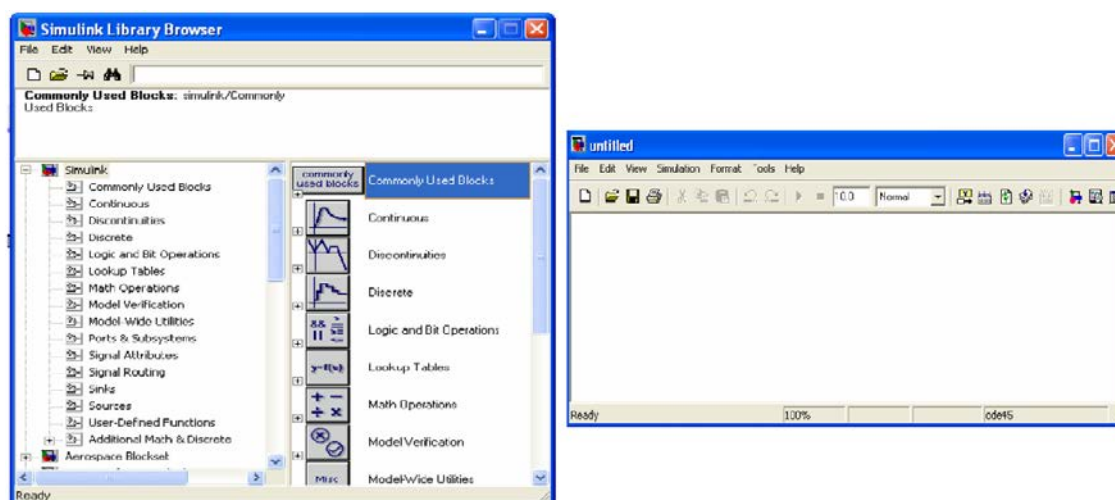 Simulink Library Browser
File Edit View Help
Commonly Used Blocks: simulink/Commonly
Used Blocks
Simulink
Commonly Used Blocks
Continuous
Discontinuities
Discrete
Logic and Bit Operations
Lookup Tables
Math Operations
Model Verification
Model-Wide Utilities
Ports & Subsystems
Signal Attributes
Signal Routing
Sinks
Sources
User-Defined Functions
Additional Math & Discrete
Aerospace Blockset
commonly
used blocks
Commonly Used Blocks
Continuous
Discontinuities
Discrete
Logic and Bit Operations
y=f(u)
Lookup Tables
Math Operations
Model Verification
Misc
Model-Wide Utilities
Ready
untitled
File Edit View Simulation Format Tools Help
10.0 Normal
Ready 100% ode45